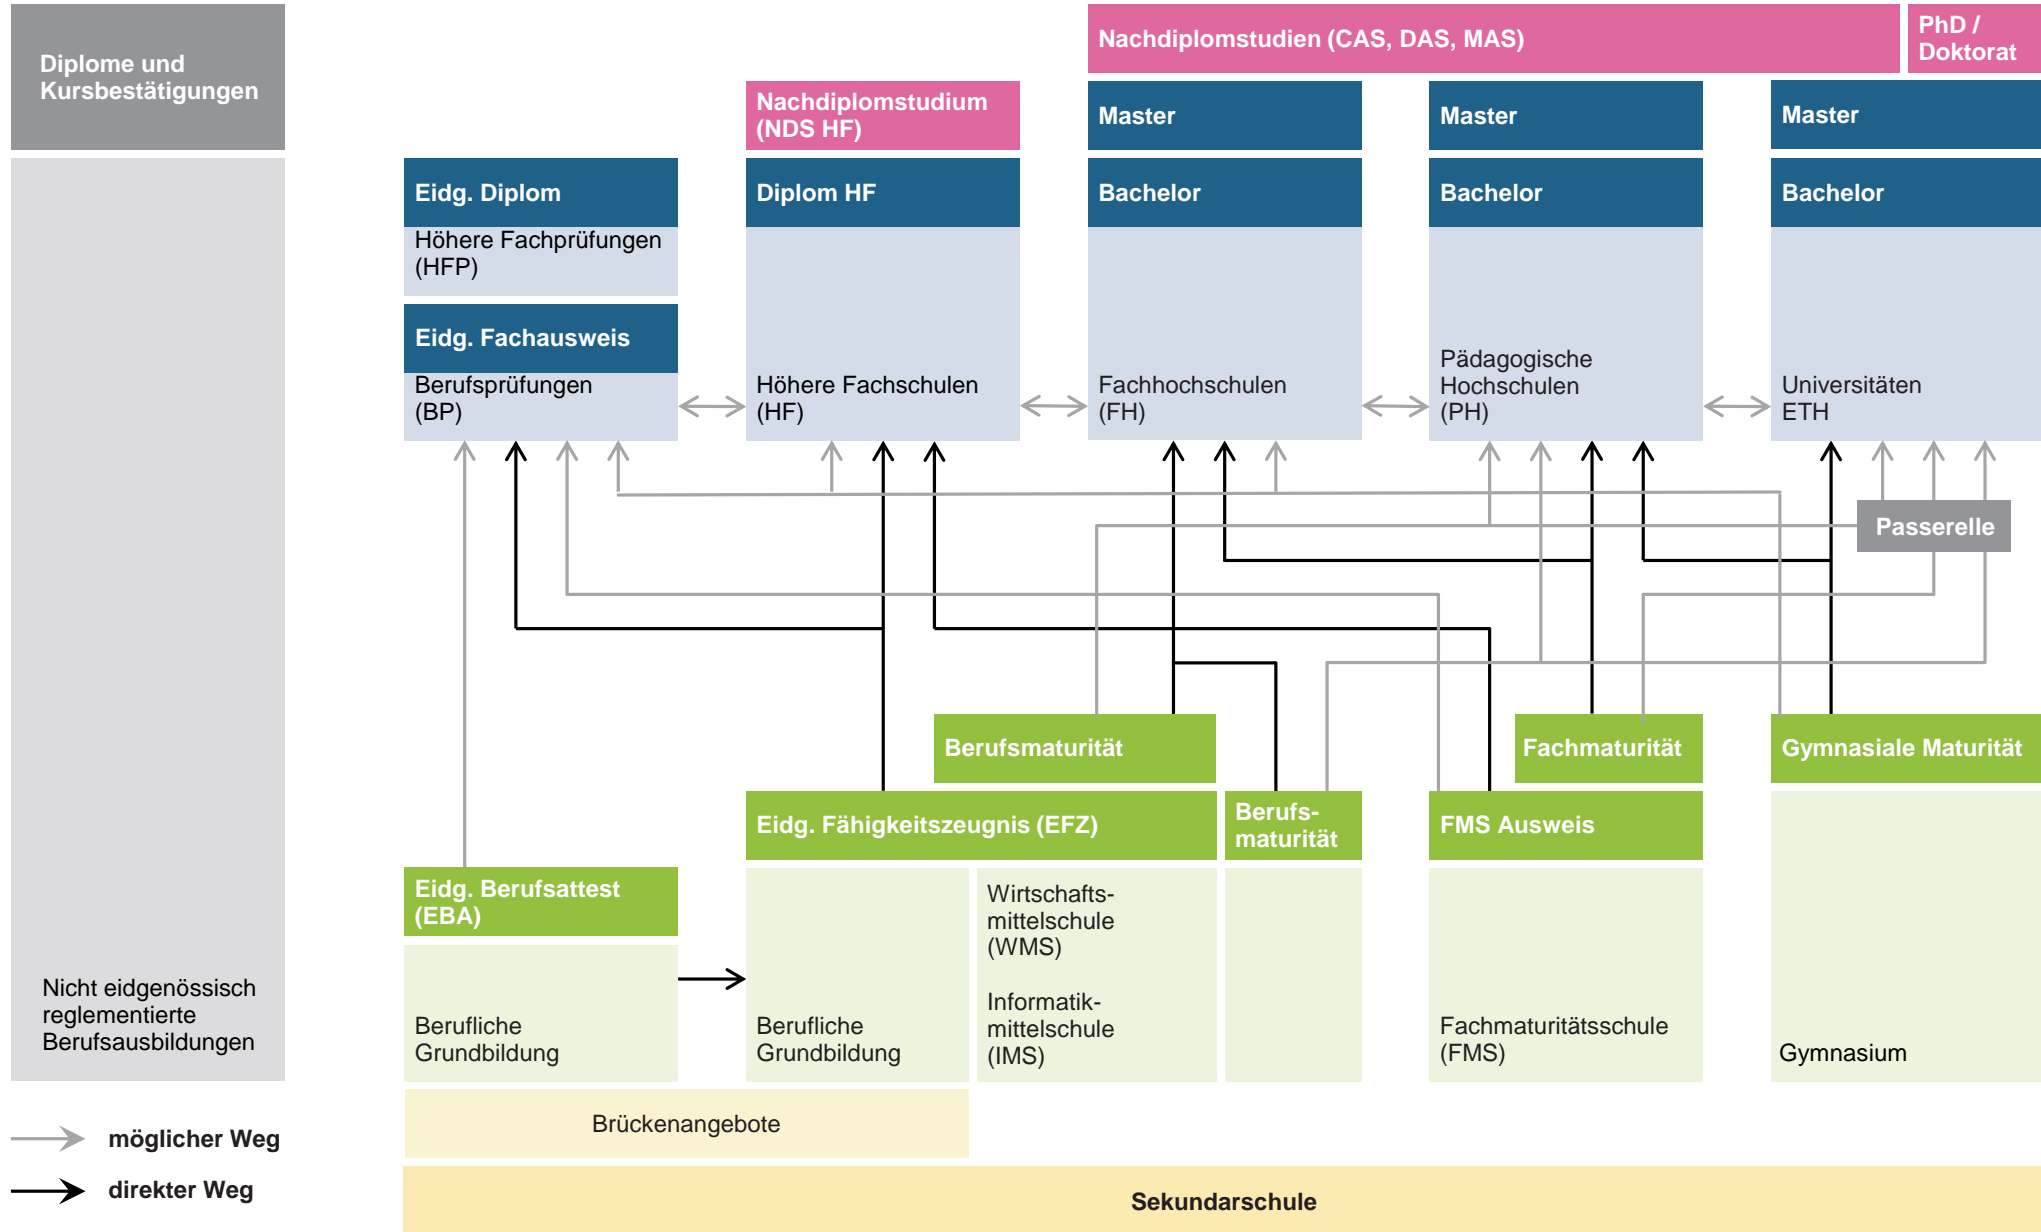 Diplome und
Kursbestätigungen
Nachdiplomstudien (CAS, DAS, MAS)
PhD /
Doktorat
Nachdiplomstudium
(NDS HF)
Master
Master
Master
Eidg. Diplom
Diplom HF
Bachelor
Bachelor
Bachelor
Höhere Fachprüfungen
(HFP)
Eidg. Fachausweis
Berufsprüfungen
(BP)
Höhere Fachschulen
(HF)
Fachhochschulen
(FH)
Pädagogische
Hochschulen
(PH)
Universitäten
ETH
Passerelle
Berufsmaturität
Fachmaturität
Gymnasiale Maturität
Eidg. Fähigkeitszeugnis (EFZ)
Berufs-
maturität
FMS Ausweis
Eidg. Berufsattest
(EBA)
Wirtschafts-
mittelschule
(WMS)
Informatik-
mittelschule
(IMS)
Nicht eidgenössisch
reglementierte
Berufsausbildungen
Berufliche
Grundbildung
Berufliche
Grundbildung
Fachmaturitätsschule
(FMS)
Gymnasium
Brückenangebote
möglicher Weg
direkter Weg
Sekundarschule